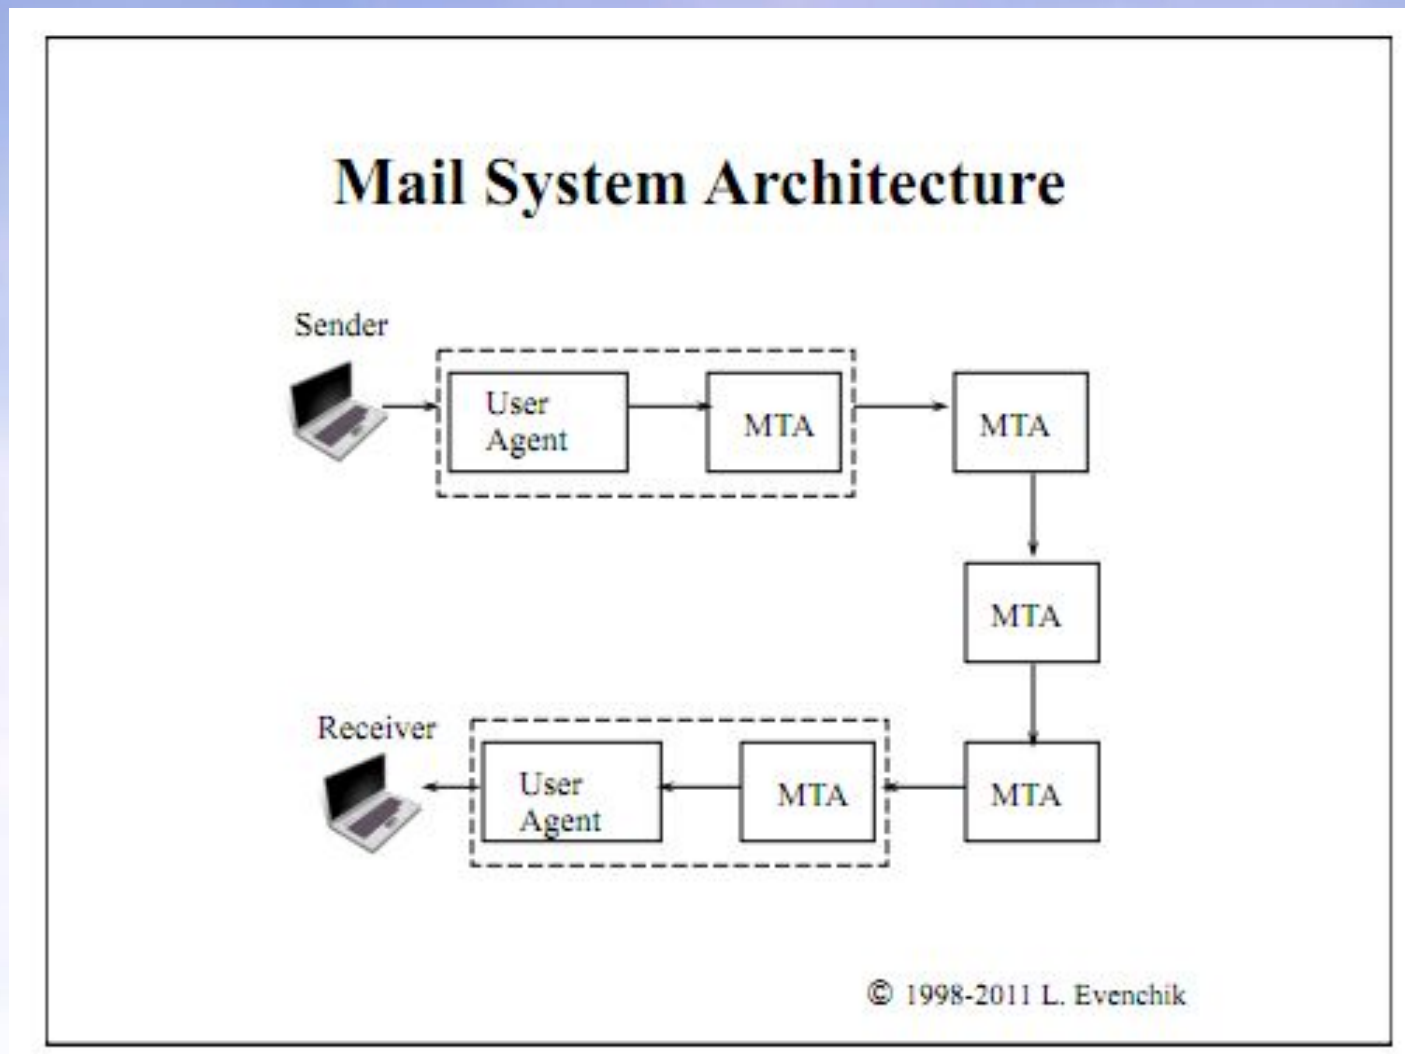 Mail System Architecture
Sender
User
Agent
MTA
MTA
MTA
Receiver
User
Agent
MTA
MTA
© 1998-2011 L. Evenchik